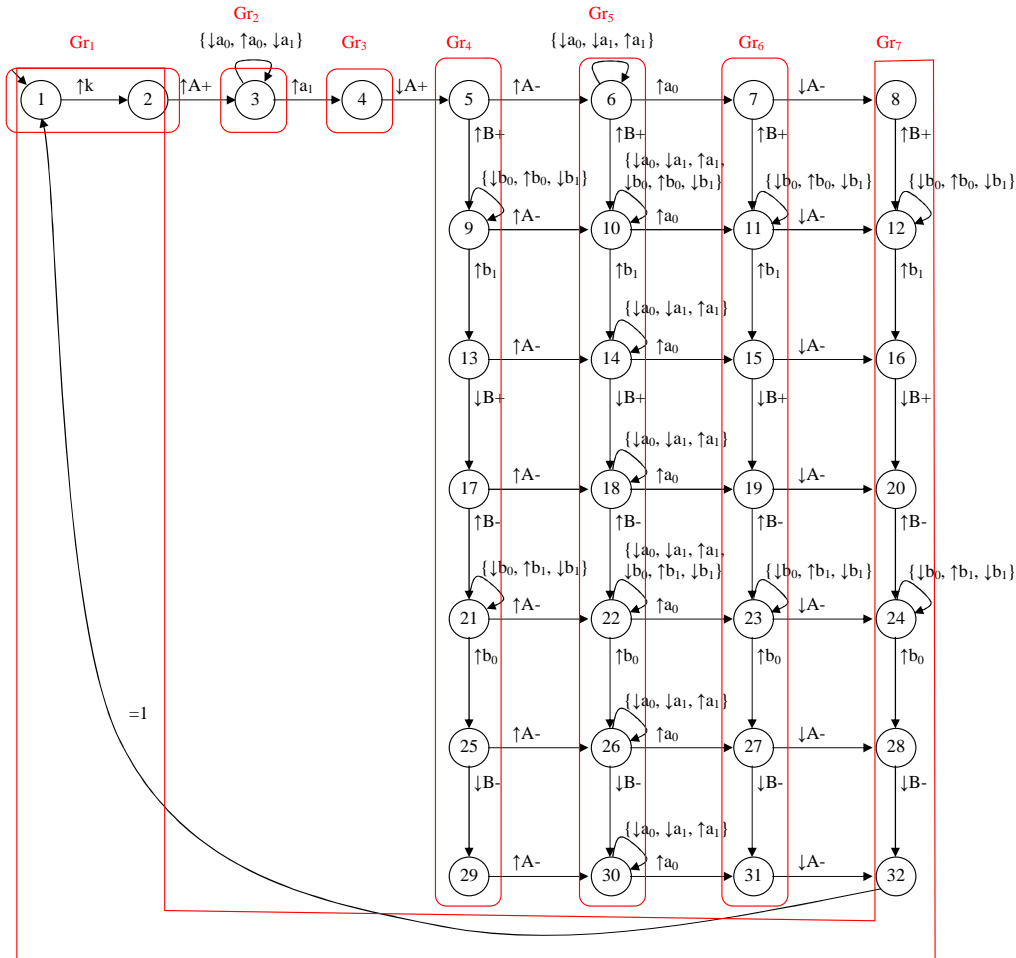 Gr₁ Gr₂ Gr₃ Gr₄ Gr₅ Gr₆ Gr₇
{↓a₀, ↑a₀, ↓a₁} {↓a₀, ↓a₁, ↑a₁}
1 ↑k 2 ↑A+ 3 ↑a₁ 4 ↓A+ 5 ↑A- 6 ↑a₀ 7 ↓A- 8
↑B+ ↑B+ ↑B+ ↑B+
{↓b₀, ↑b₀, ↓b₁} {↓a₀, ↓a₁, ↑a₁, {↓b₀, ↑b₀, ↓b₁} {↓b₀, ↑b₀, ↓b₁}
↓b₀, ↑b₀, ↓b₁}
9 ↑A- 10 ↑a₀ 11 ↓A- 12
↑b₁ ↑b₁ ↑b₁ ↑b₁
{↓a₀, ↓a₁, ↑a₁}
13 ↑A- 14 ↑a₀ 15 ↓A- 16
↓B+ ↓B+ ↓B+ ↓B+
{↓a₀, ↓a₁, ↑a₁}
17 ↑A- 18 ↑a₀ 19 ↓A- 20
↑B- ↑B- ↑B- ↑B-
{↓b₀, ↑b₁, ↓b₁} {↓a₀, ↓a₁, ↑a₁, {↓b₀, ↑b₁, ↓b₁} {↓b₀, ↑b₁, ↓b₁}
↓b₀, ↑b₁, ↓b₁}
21 ↑A- 22 ↑a₀ 23 ↓A- 24
↑b₀ ↑b₀ ↑b₀ ↑b₀
{↓a₀, ↓a₁, ↑a₁}
=1
25 ↑A- 26 ↑a₀ 27 ↓A- 28
↓B- ↓B- ↓B- ↓B-
{↓a₀, ↓a₁, ↑a₁}
29 ↑A- 30 ↑a₀ 31 ↓A- 32